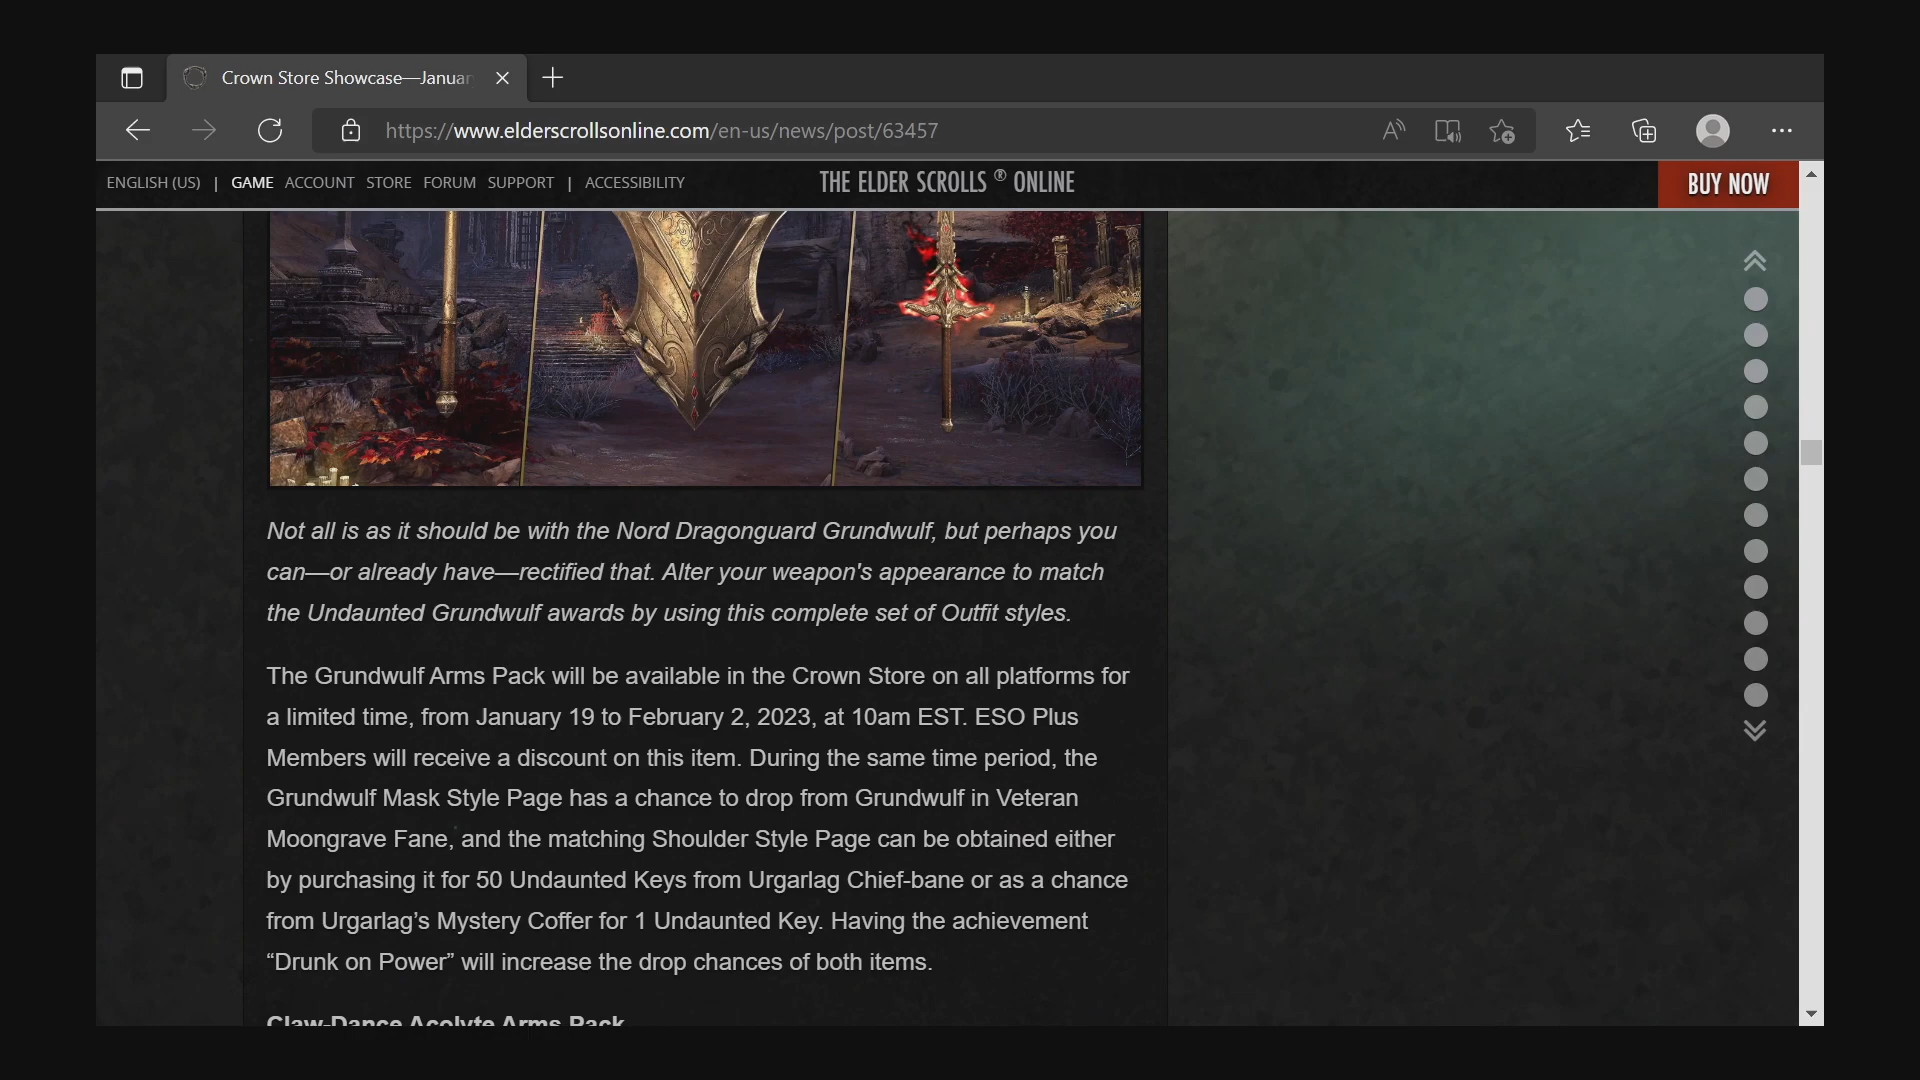 Crown Store Showcase—Januar
https://www.elderscrollsonline.com/en-us/news/post/63457
ENGLISH (US) | GAME ACCOUNT STORE FORUM SUPPORT | ACCESSIBILITY
THE ELDER SCROLLS ® ONLINE
BUY NOW
Not all is as it should be with the Nord Dragonguard Grundwulf, but perhaps you
can—or already have—rectified that. Alter your weapon's appearance to match
the Undaunted Grundwulf awards by using this complete set of Outfit styles.
The Grundwulf Arms Pack will be available in the Crown Store on all platforms for
a limited time, from January 19 to February 2, 2023, at 10am EST. ESO Plus
Members will receive a discount on this item. During the same time period, the
Grundwulf Mask Style Page has a chance to drop from Grundwulf in Veteran
Moongrave Fane, and the matching Shoulder Style Page can be obtained either
by purchasing it for 50 Undaunted Keys from Urgarlag Chief-bane or as a chance
from Urgarlag’s Mystery Coffer for 1 Undaunted Key. Having the achievement
“Drunk on Power” will increase the drop chances of both items.
Claw-Dance Acolyte Arms Pack